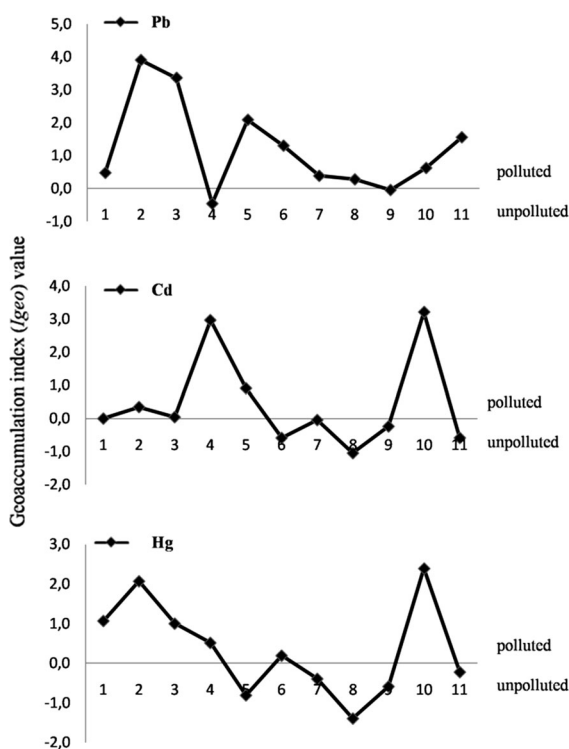 Geoaccumulation index (Igeo) value
5,0
Pb
4,0
3,0
2,0
1,0
polluted
0,0
1 2 3 4 5 6 7 8 9 10 11
unpolluted
-1,0
4,0
Cd
3,0
2,0
1,0
polluted
0,0
1 2 3 4 5 6 7 8 9 10 11
unpolluted
-1,0
-2,0
3,0
Hg
2,0
1,0
polluted
0,0
1 2 3 4 5 6 7 8 9 10 11
unpolluted
-1,0
-2,0